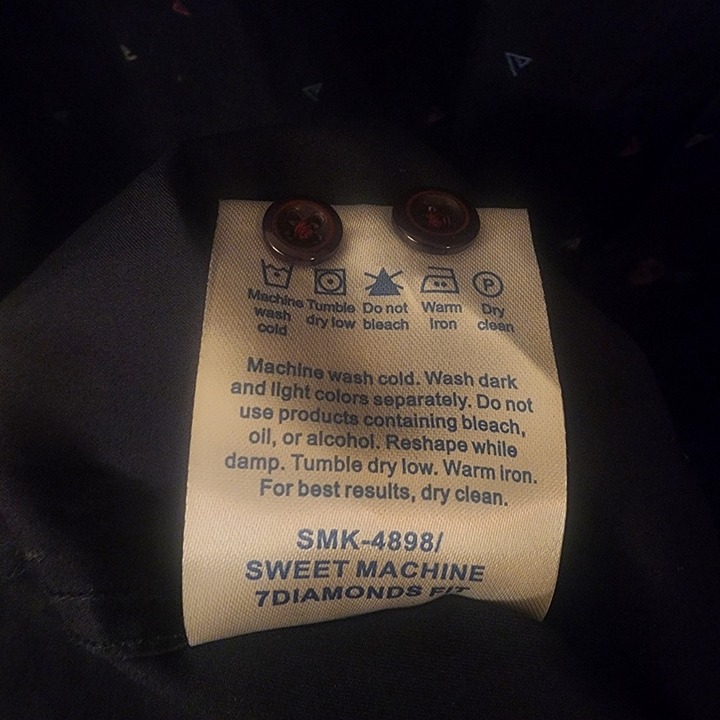 Machine wash cold
Tumble dry low
Do not bleach
Warm iron
P
Dry clean
Machine wash cold. Wash dark
and light colors separately. Do not
use products containing bleach,
oil, or alcohol. Reshape while
damp. Tumble dry low. Warm iron.
For best results, dry clean.
SMK-4898/
SWEET MACHINE
7DIAMONDS FIT